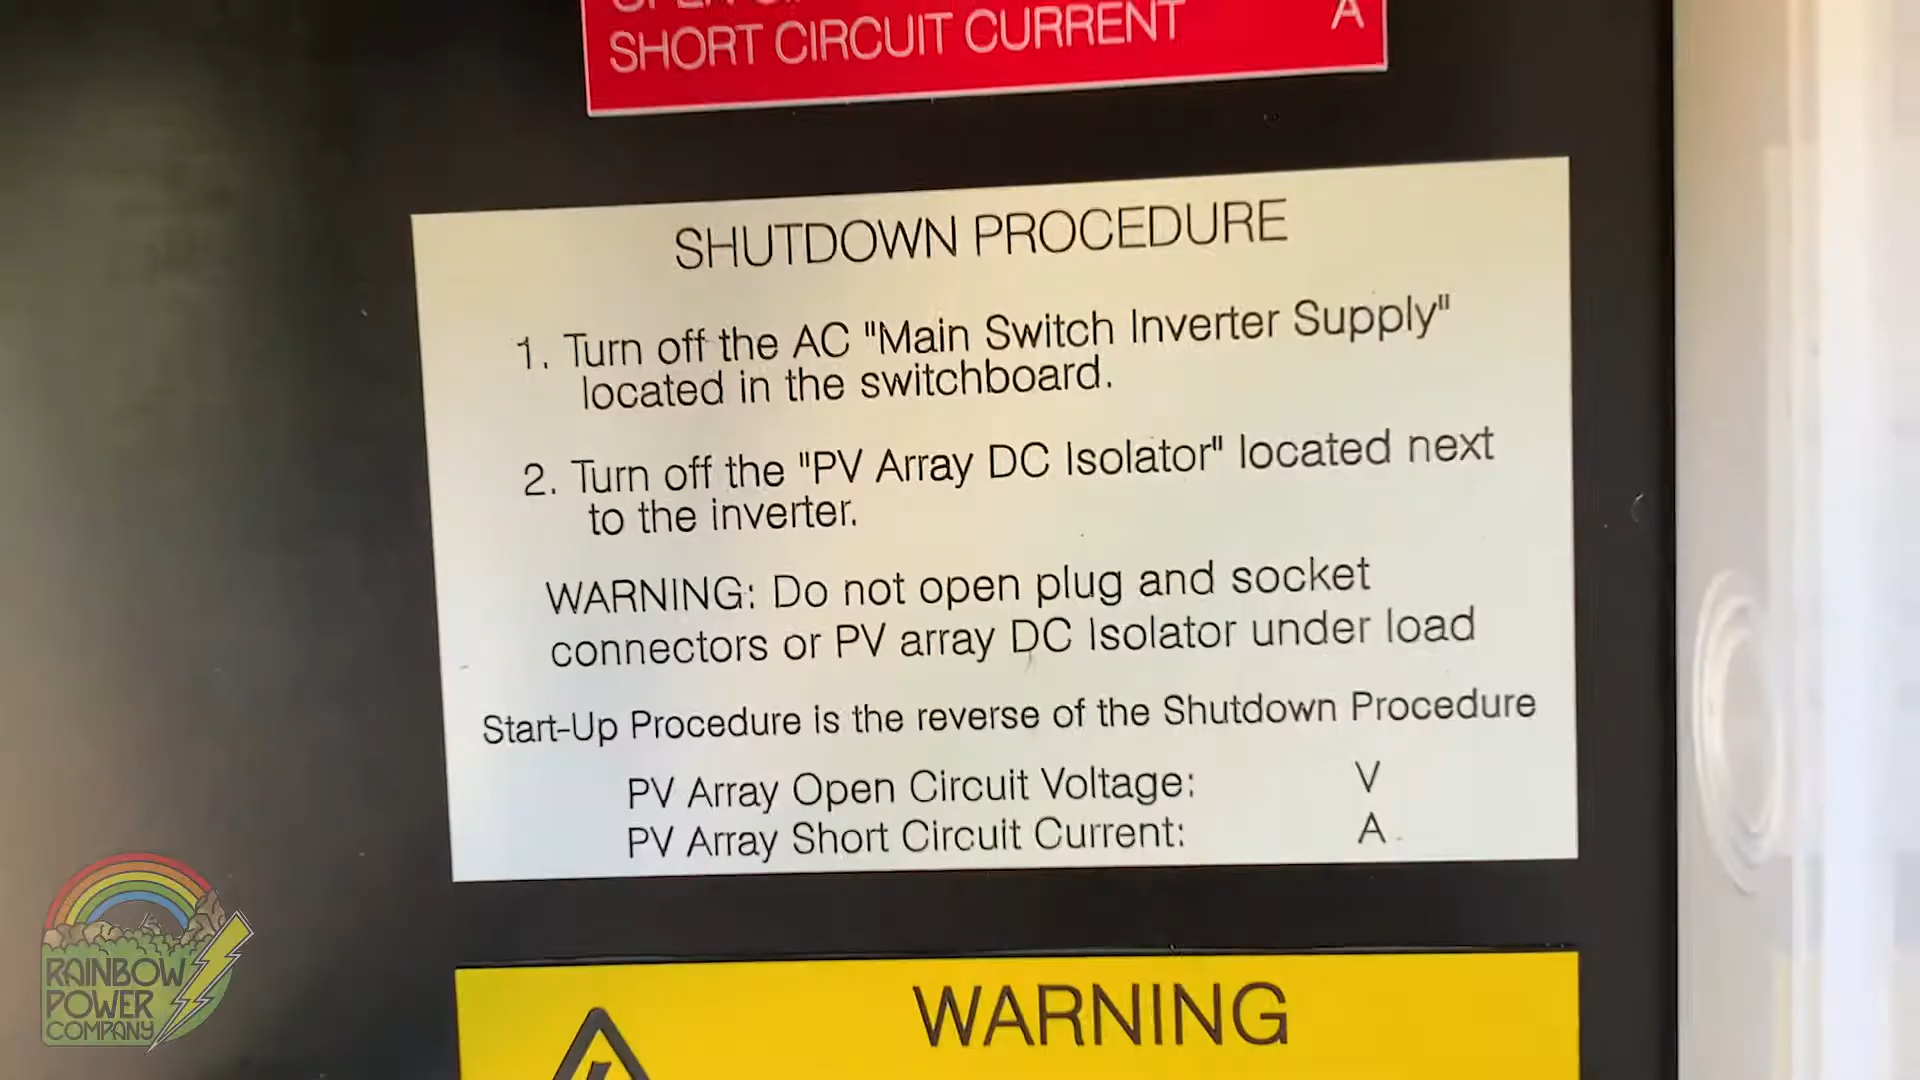 SHORT CIRCUIT CURRENT A
SHUTDOWN PROCEDURE
1. Turn off the AC "Main Switch Inverter Supply"
located in the switchboard.
2. Turn off the "PV Array DC Isolator" located next
to the inverter.
WARNING: Do not open plug and socket
connectors or PV array DC Isolator under load
Start-Up Procedure is the reverse of the Shutdown Procedure
PV Array Open Circuit Voltage: V
PV Array Short Circuit Current: A
WARNING
RAINBOW
POWER
COMPANY